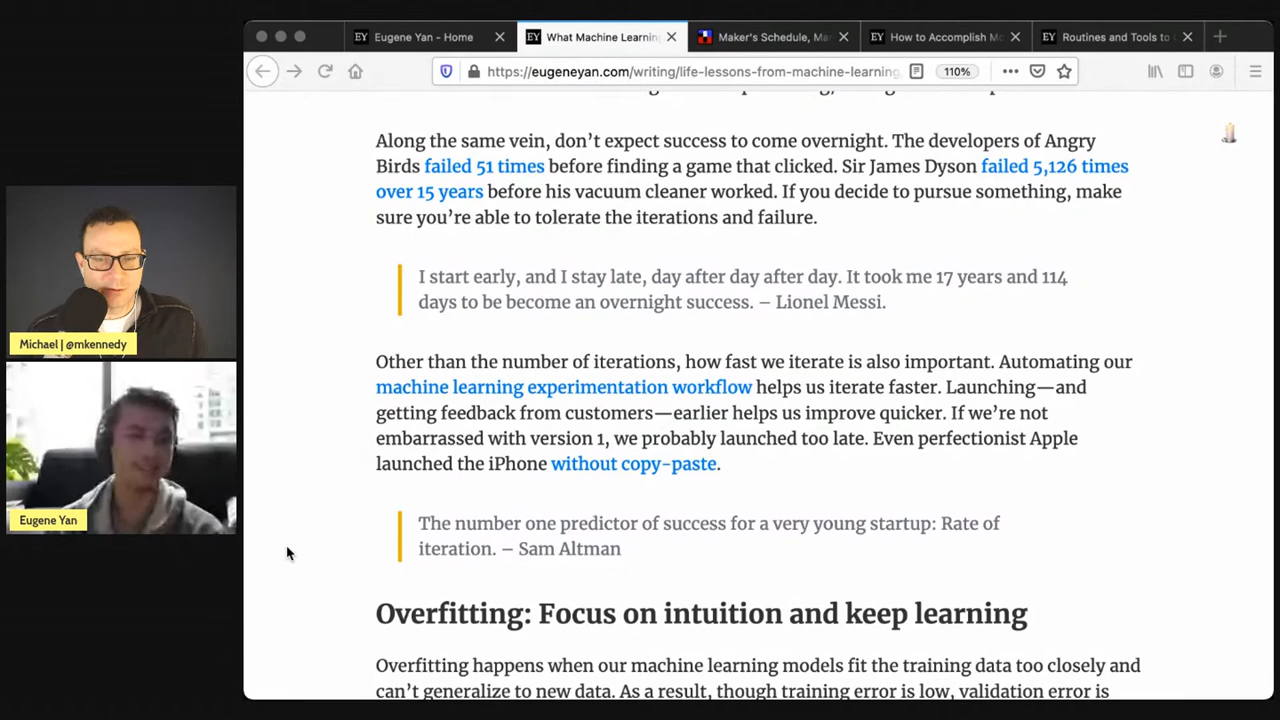 EY Eugene Yan - Home
EY What Machine Learnin
Maker's Schedule, Ma
EY How to Accomplish Mo
EY Routines and Tools to
https://eugeneyan.com/writing/life-lessons-from-machine-learning
110%
Along the same vein, don’t expect success to come overnight. The developers of Angry
Birds failed 51 times before finding a game that clicked. Sir James Dyson failed 5,126 times
over 15 years before his vacuum cleaner worked. If you decide to pursue something, make
sure you’re able to tolerate the iterations and failure.
I start early, and I stay late, day after day after day. It took me 17 years and 114
days to be become an overnight success. – Lionel Messi.
Other than the number of iterations, how fast we iterate is also important. Automating our
machine learning experimentation workflow helps us iterate faster. Launching—and
getting feedback from customers—earlier helps us improve quicker. If we’re not
embarrassed with version 1, we probably launched too late. Even perfectionist Apple
launched the iPhone without copy-paste.
The number one predictor of success for a very young startup: Rate of
iteration. – Sam Altman
Overfitting: Focus on intuition and keep learning
Overfitting happens when our machine learning models fit the training data too closely and
can’t generalize to new data. As a result, though training error is low, validation error is
Michael | @mkennedy
Eugene Yan